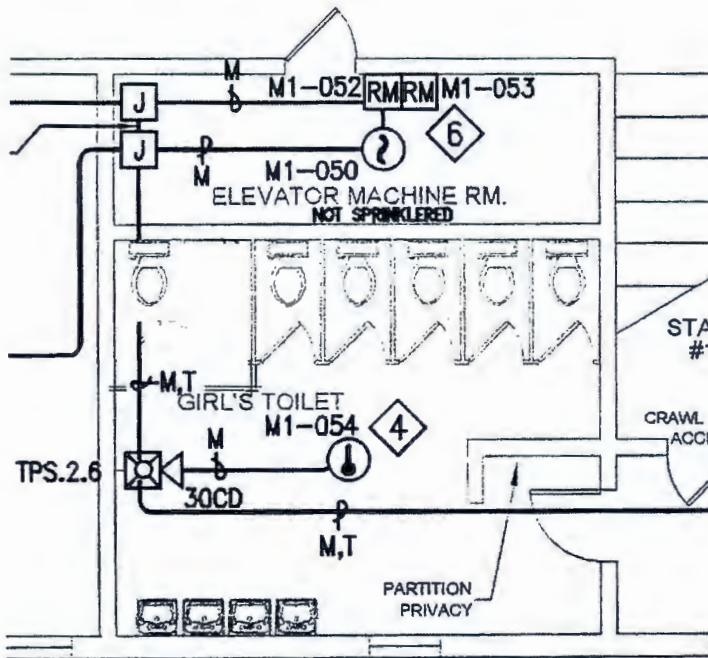 M
M1-052
RM
RM
M1-053
J
6
J
M
M1-050
ELEVATOR MACHINE RM.
NOT SPRINKLERED
STA
#1
M,T
GIRL'S TOILET
M1-054
4
CRAWL
ACCE
M
TPS.2.6
30CD
M,T
PARTITION
PRIVACY